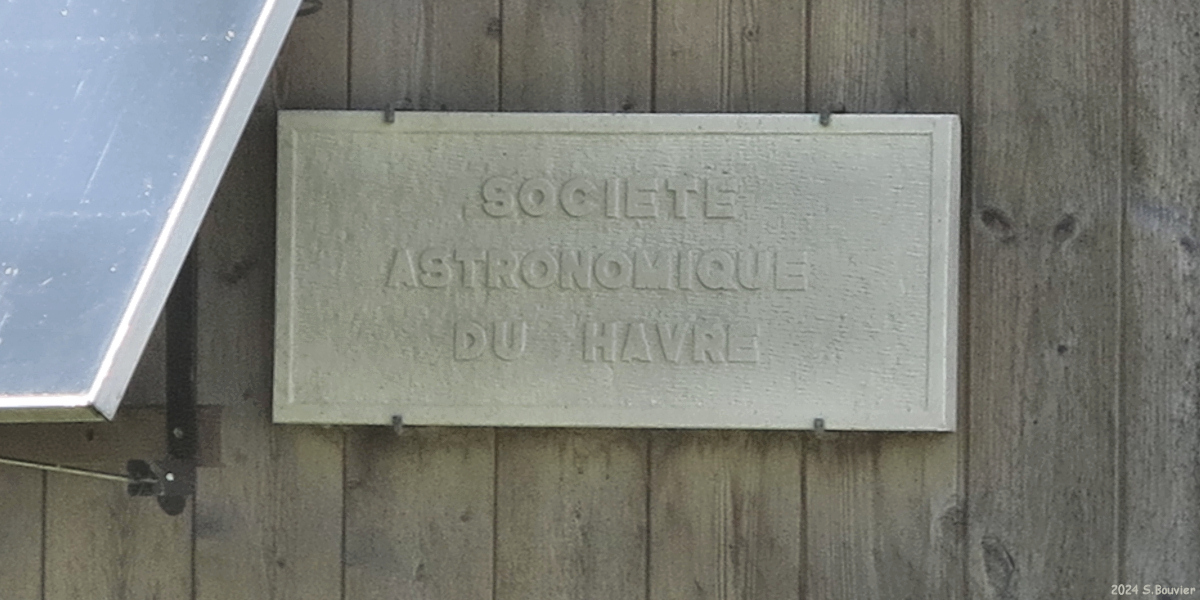 SOCIETE
ASTRONOMIQUE
DU HAVRE
2024 S.Bouvier